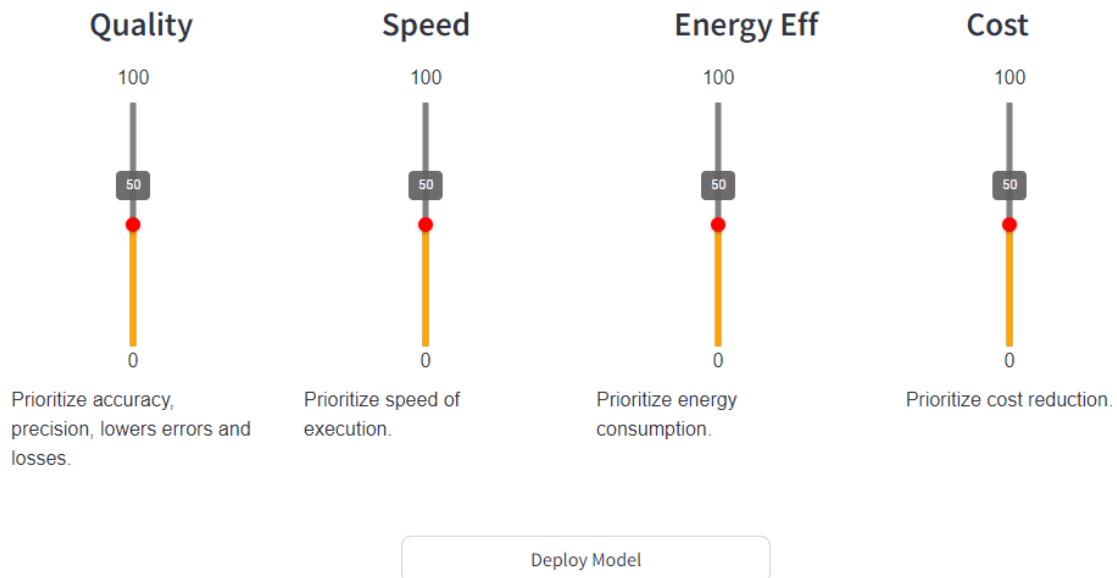 Quality
Speed
Energy Eff
Cost
100
100
100
100
50
50
50
50
0
0
0
0
Prioritize accuracy,
precision, lowers errors and
losses.
Prioritize speed of
execution.
Prioritize energy
consumption.
Prioritize cost reduction.
Deploy Model